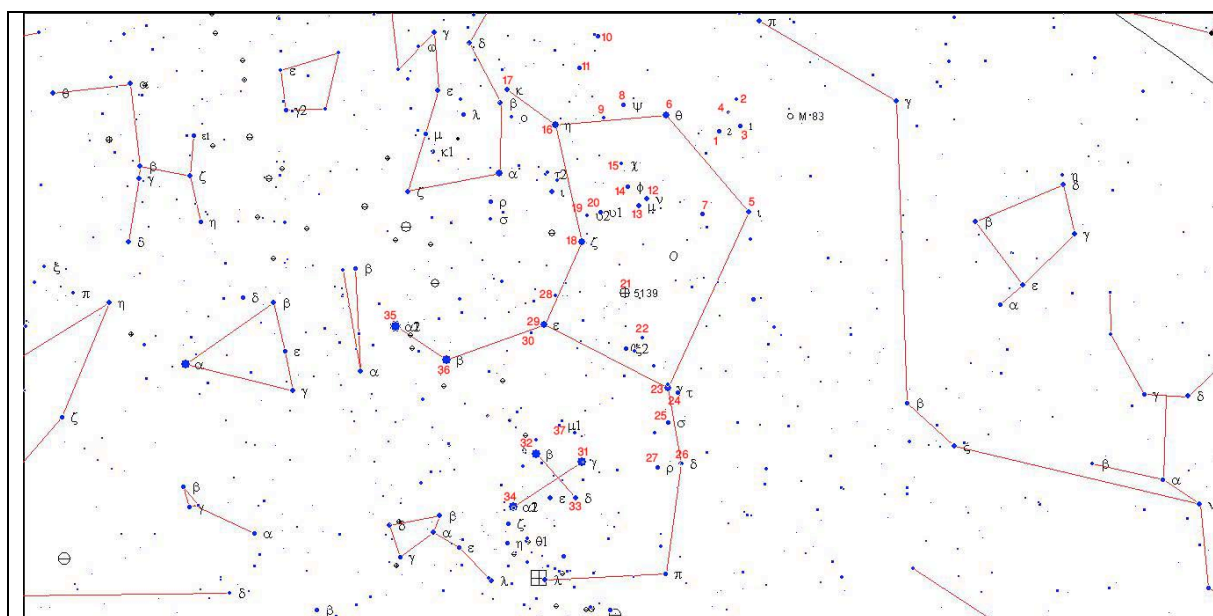 π
10
γ
ω
δ
11
ε
17
κ
8
ψ
2
6
θ
4
θ
α
ε
γ2
β
λ
ο
9
16
η
1
2
1
3
M-83
γ
ε1
μ
κ1
β
γ
ζ
α
τ2
15
χ
η
δ
ζ
ι
14
φ
12
ν
13
μ
ρ
σ
19
20
υ2
υ1
7
5
ι
η
β
γ
δ
18
ζ
ξ
π
η
δ
β
β
28
21
5139
ε
α
35
α2
29
ε
30
22
ξ2
ε
36
β
α
α
γ
23
γ
24
τ
γ
δ
β
ζ
37
μ1
25
σ
ξ
32
β
31
γ
27
ρ
26
δ
β
α
β
γ
34
α2
ε
33
δ
ν
α
δ
β
α
γ
ε
ζ
η
θ1
λ
λ
π
δ
β